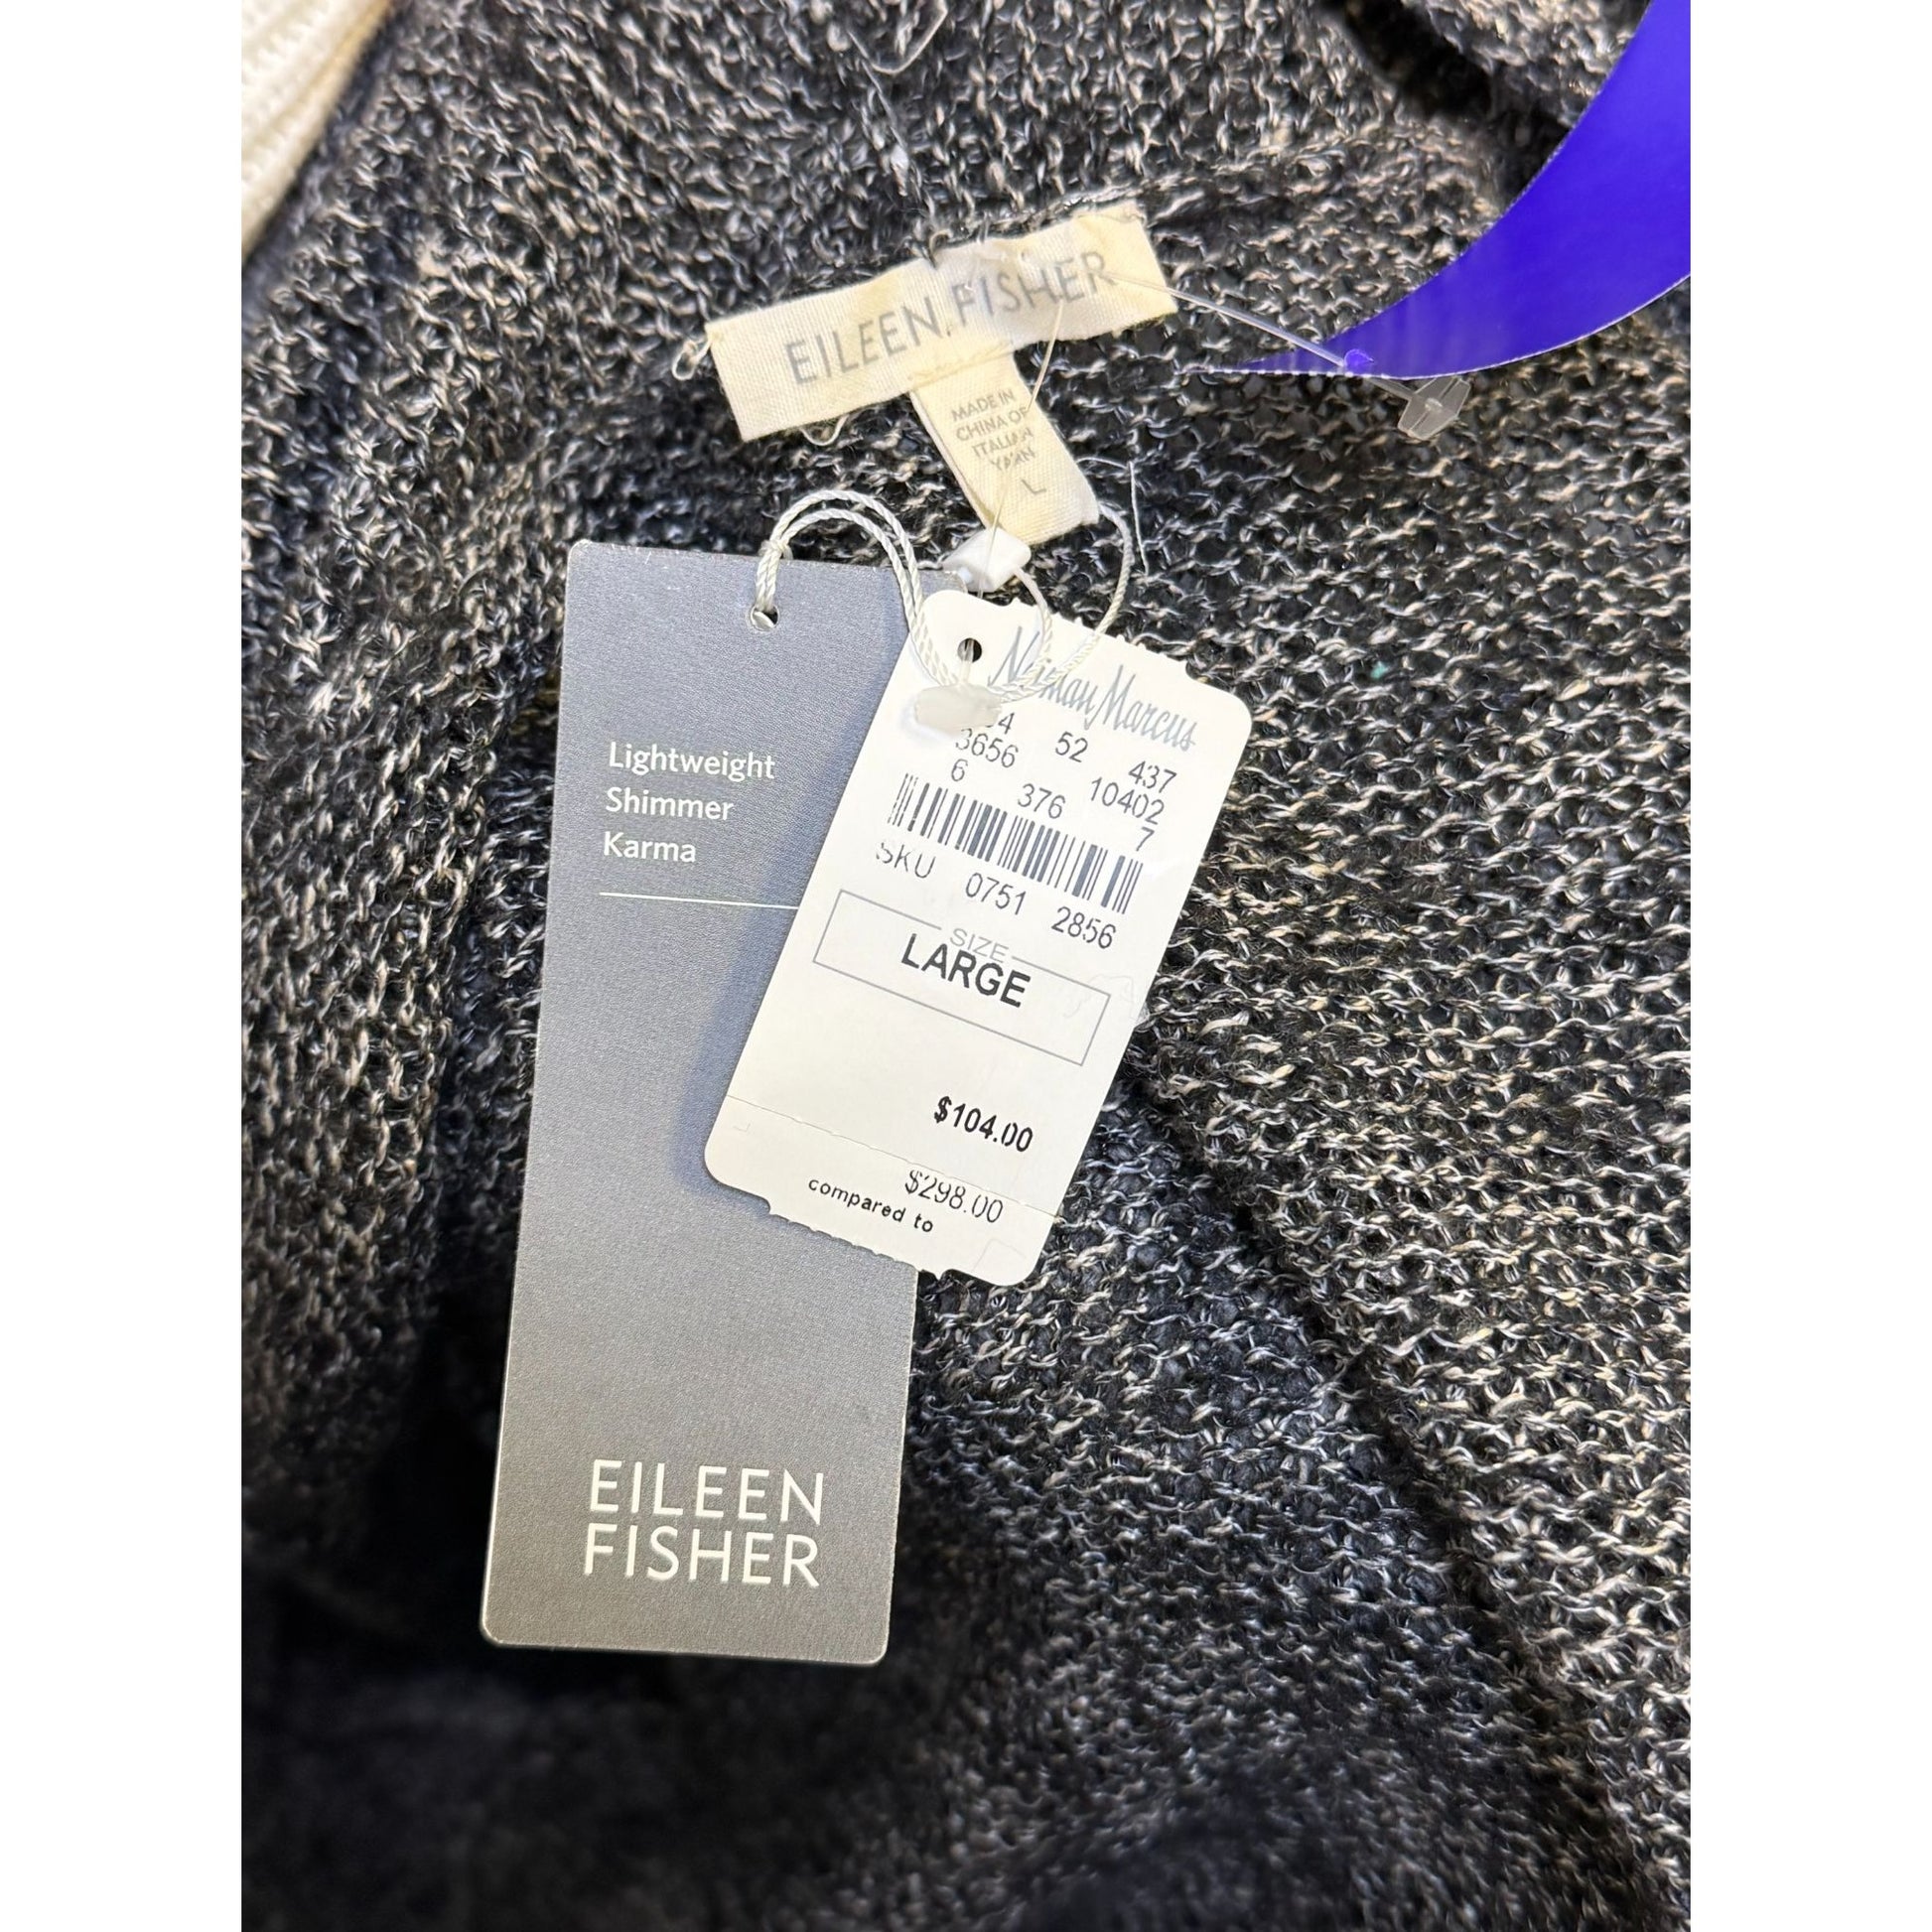 EILEEN FISHER
MADE IN
CHINA OF
ITALIAN
YARN
L
Lightweight
Shimmer
Karma
EILEEN
FISHER
Neiman Marcus
52 437
3656 10402
6 376 7
SKU 0751 2856
SIZE
LARGE
$104.00
$298.00
compared to